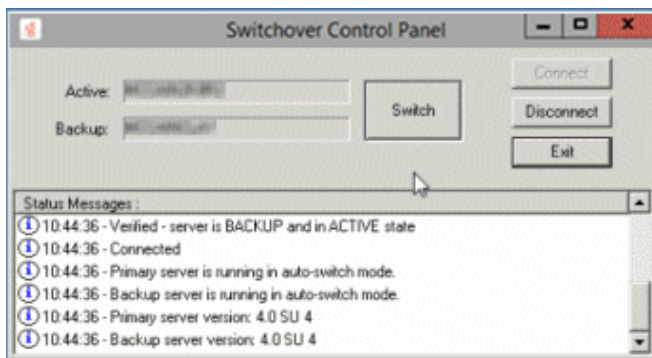 Switchover Control Panel
Active:
Backup:
Switch
Connect
Disconnect
Exit
Status Messages :
10:44:36 - Verified - server is BACKUP and in ACTIVE state
10:44:36 - Connected
10:44:36 - Primary server is running in auto-switch mode.
10:44:36 - Backup server is running in auto-switch mode.
10:44:36 - Primary server version: 4.0 SU 4
10:44:36 - Backup server version: 4.0 SU 4